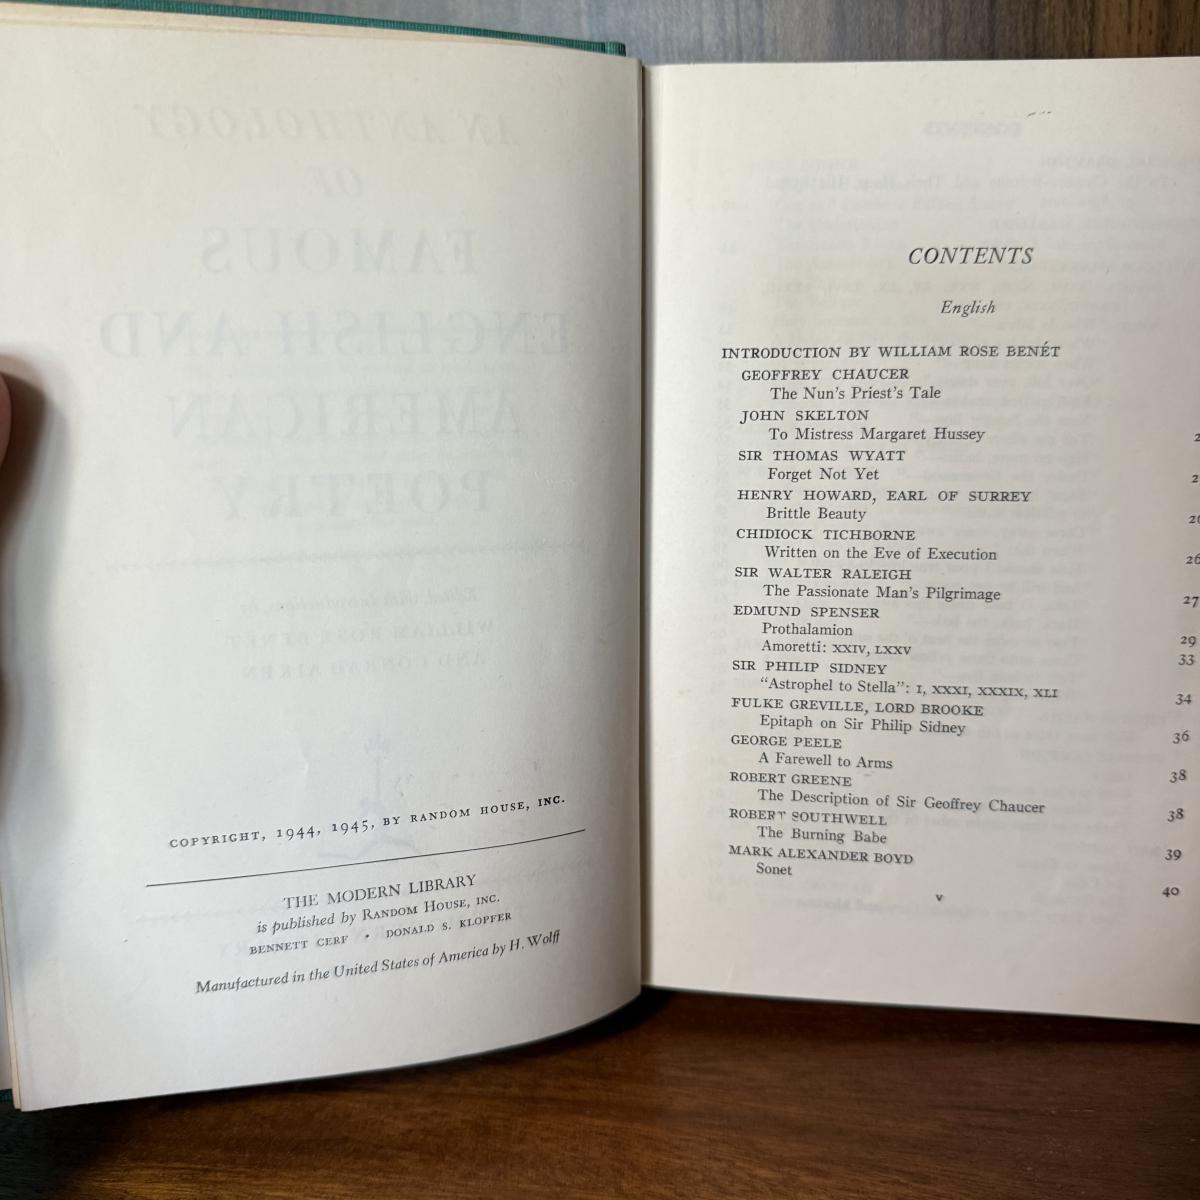 COPYRIGHT, 1944, 1945, BY RANDOM HOUSE, INC.
THE MODERN LIBRARY
is published by RANDOM HOUSE, INC.
BENNETT CERF • DONALD S. KLOPFER
Manufactured in the United States of America by H. Wolff
CONTENTS
English
INTRODUCTION BY WILLIAM ROSE BENÉT
GEOFFREY CHAUCER
The Nun's Priest's Tale
JOHN SKELTON
To Mistress Margaret Hussey
SIR THOMAS WYATT
Forget Not Yet
HENRY HOWARD, EARL OF SURREY
Brittle Beauty
CHIDIOCK TICHBORNE
Written on the Eve of Execution 26
SIR WALTER RALEIGH
The Passionate Man's Pilgrimage 27
EDMUND SPENSER
Prothalamion 29
Amoretti: XXIV, LXXV 33
SIR PHILIP SIDNEY
"Astrophel to Stella": I, XXXI, XXXIX, XLI 34
FULKE GREVILLE, LORD BROOKE
Epitaph on Sir Philip Sidney 36
GEORGE PEELE
A Farewell to Arms 38
ROBERT GREENE
The Description of Sir Geoffrey Chaucer 38
ROBERT SOUTHWELL
The Burning Babe 39
MARK ALEXANDER BOYD
Sonet 40
v